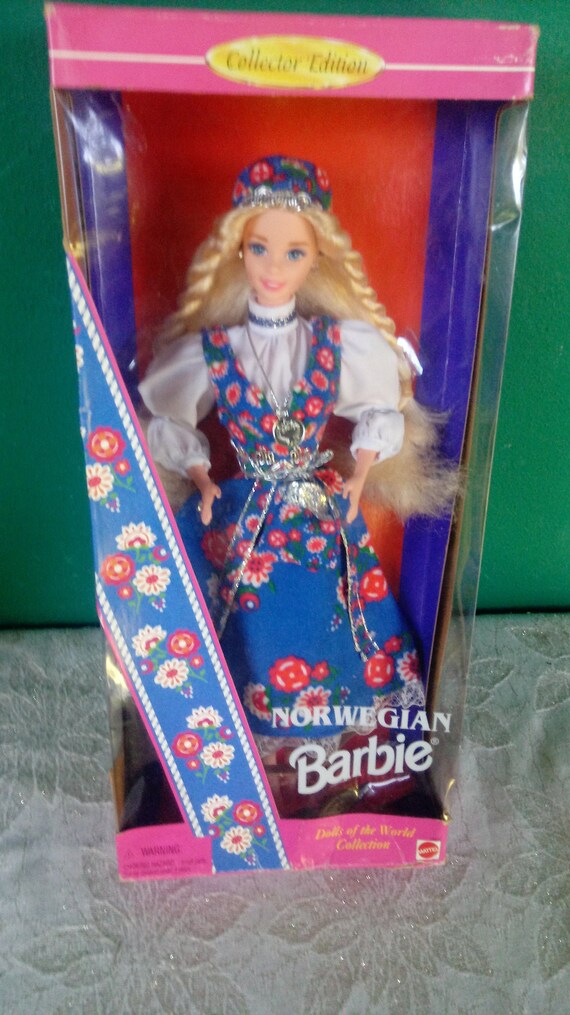 Collector Edition
NORWEGIAN
Barbie®
Dolls of the World
Collection
MATTEL
WARNING: